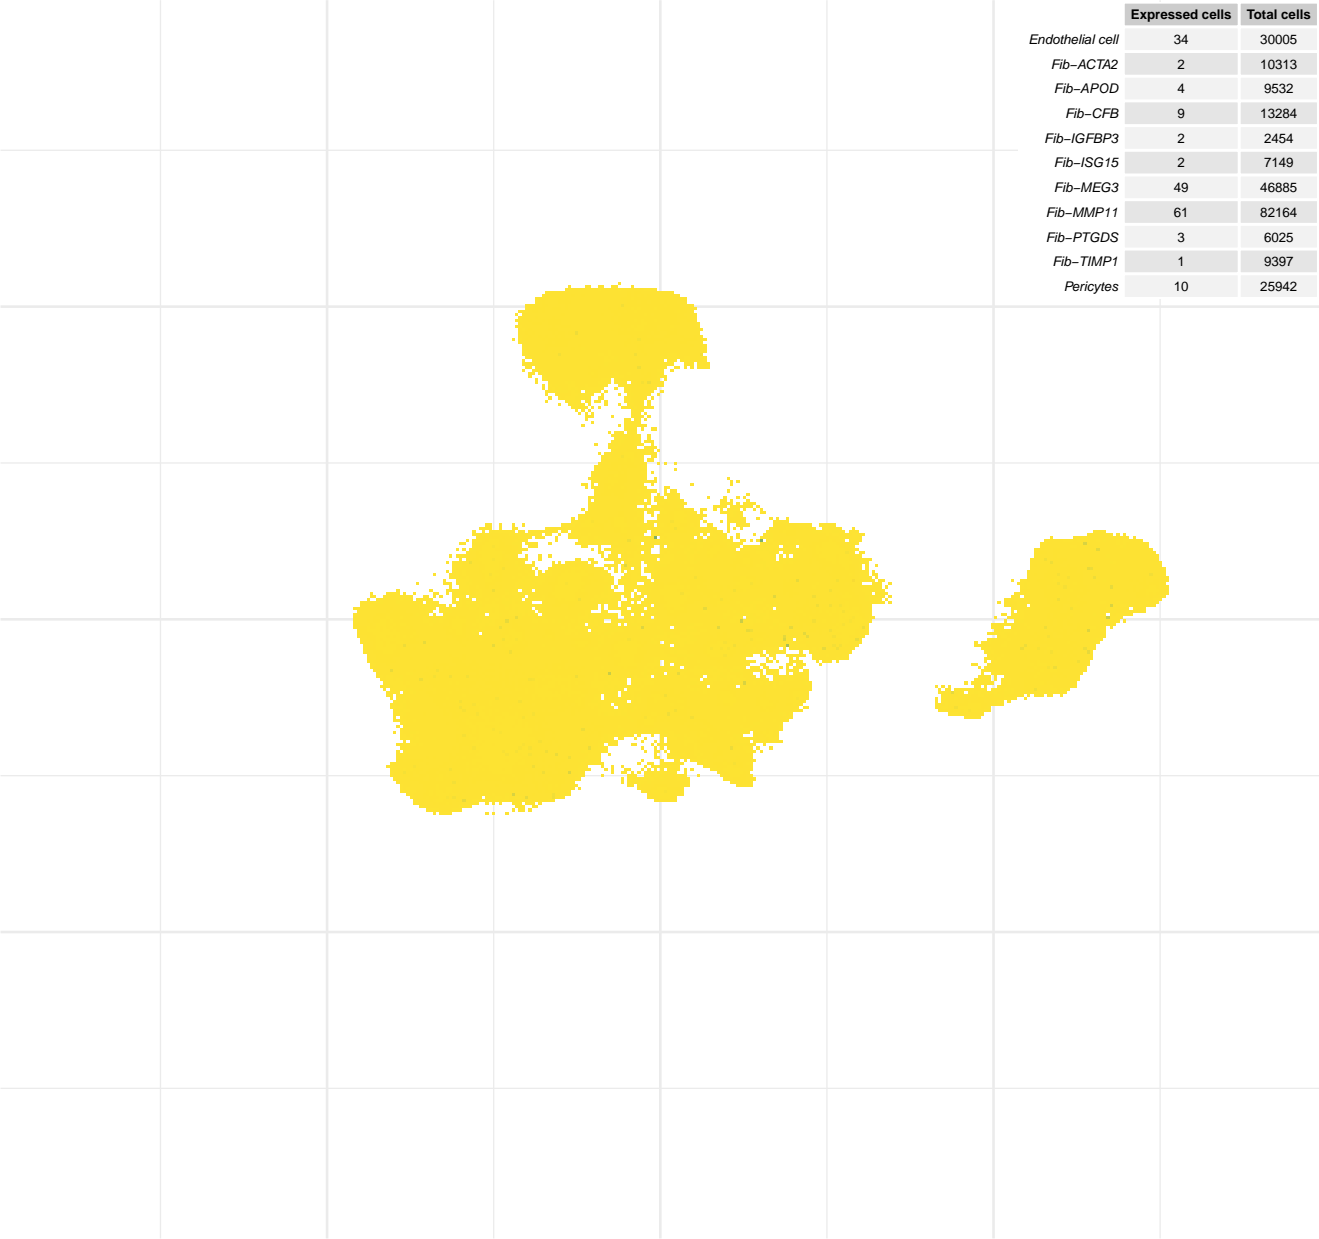 Expressed cells Total cells
Endothelial cell 34 30005
Fib−ACTA2 2 10313
Fib−APOD 4 9532
Fib−CFB 9 13284
Fib−IGFBP3 2 2454
Fib−ISG15 2 7149
Fib−MEG3 49 46885
Fib−MMP11 61 82164
Fib−PTGDS 3 6025
Fib−TIMP1 1 9397
Pericytes 10 25942